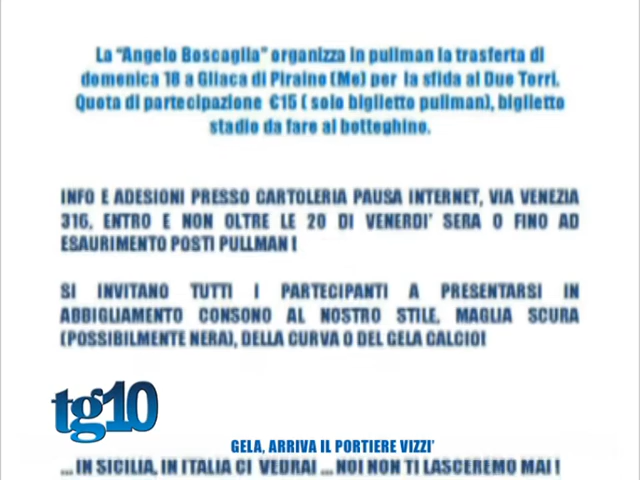 La "Angelo Boscaglia" organizza in pullman la trasferta di
domenica 18 a Gliaca di Piraino (Me) per la sfida al Due Torri.
Quota di partecipazione €15 ( solo biglietto pullman), biglietto
stadio da fare al botteghino.
INFO E ADESIONI PRESSO CARTOLERIA PAUSA INTERNET, VIA VENEZIA
316, ENTRO E NON OLTRE LE 20 DI VENERDI' SERA O FINO AD
ESAURIMENTO POSTI PULLMAN !
SI INVITANO TUTTI I PARTECIPANTI A PRESENTARSI IN
ABBIGLIAMENTO CONSONO AL NOSTRO STILE, MAGLIA SCURA
(POSSIBILMENTE NERA), DELLA CURVA O DEL GELA CALCIO!
tg10
GELA, ARRIVA IL PORTIERE VIZZI'
... IN SICILIA, IN ITALIA CI VEDRAI ... NOI NON TI LASCEREMO MAI !